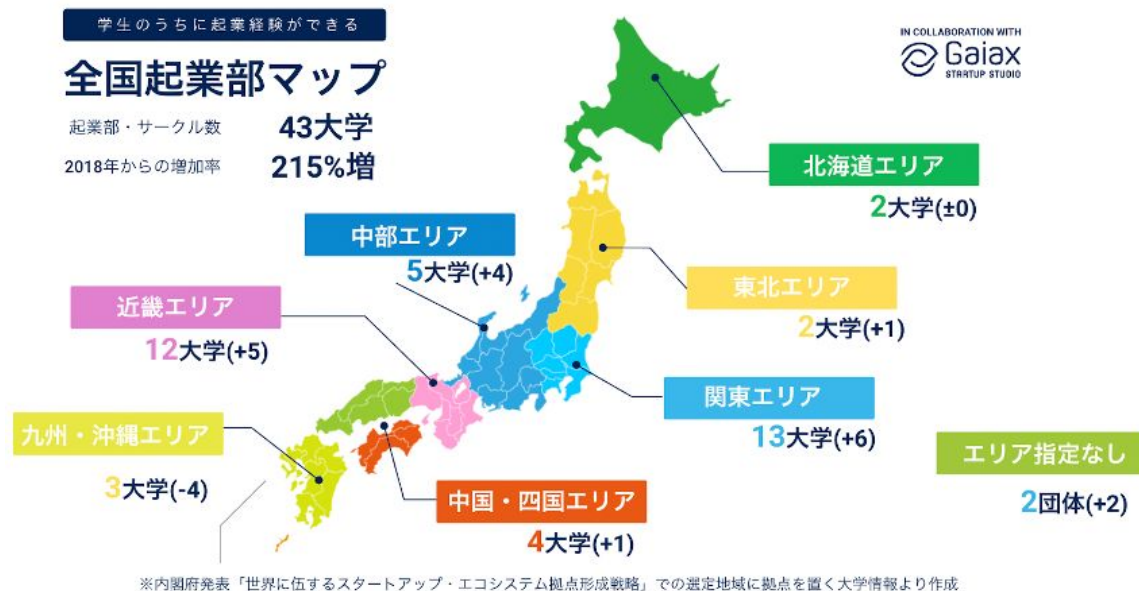 学生のうちに起業経験ができる
全国起業部マップ
起業部・サークル数 43大学
2018年からの増加率 215%増
IN COLLABORATION WITH
Gaiax
STARTUP STUDIO
北海道エリア
2大学(±0)
中部エリア
5大学(+4)
東北エリア
2大学(+1)
近畿エリア
12大学(+5)
関東エリア
13大学(+6)
九州・沖縄エリア
3大学(-4)
エリア指定なし
2団体(+2)
中国・四国エリア
4大学(+1)
※内閣府発表「世界に伍するスタートアップ・エコシステム拠点形成戦略」での選定地域に拠点を置く大学情報より作成